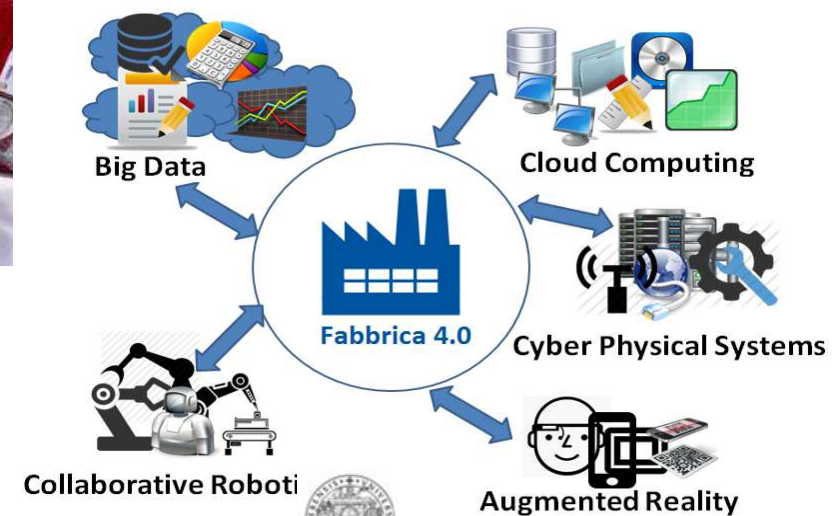 Big Data
Cloud Computing
Fabbrica 4.0
Cyber Physical Systems
Collaborative Roboti
Augmented Reality